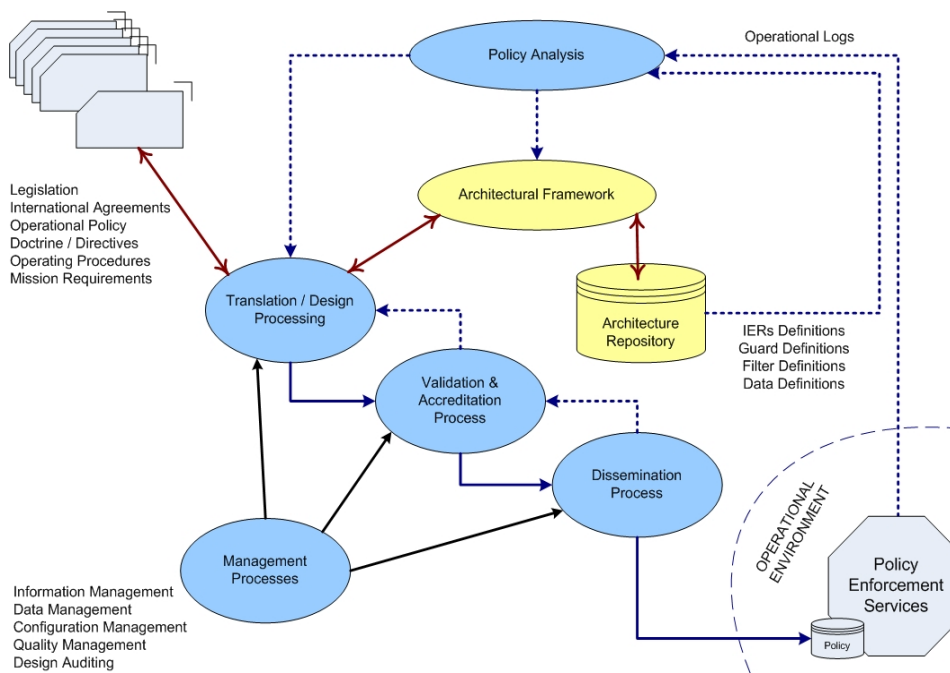 Operational Logs
Policy Analysis
Legislation
International Agreements
Operational Policy
Doctrine / Directives
Operating Procedures
Mission Requirements
Architectural Framework
Translation / Design
Processing
Architecture
Repository
IERs Definitions
Guard Definitions
Filter Definitions
Data Definitions
Validation &
Accreditation
Process
Dissemination
Process
OPERATIONAL
ENVIRONMENT
Management
Processes
Policy
Enforcement
Services
Policy
Information Management
Data Management
Configuration Management
Quality Management
Design Auditing